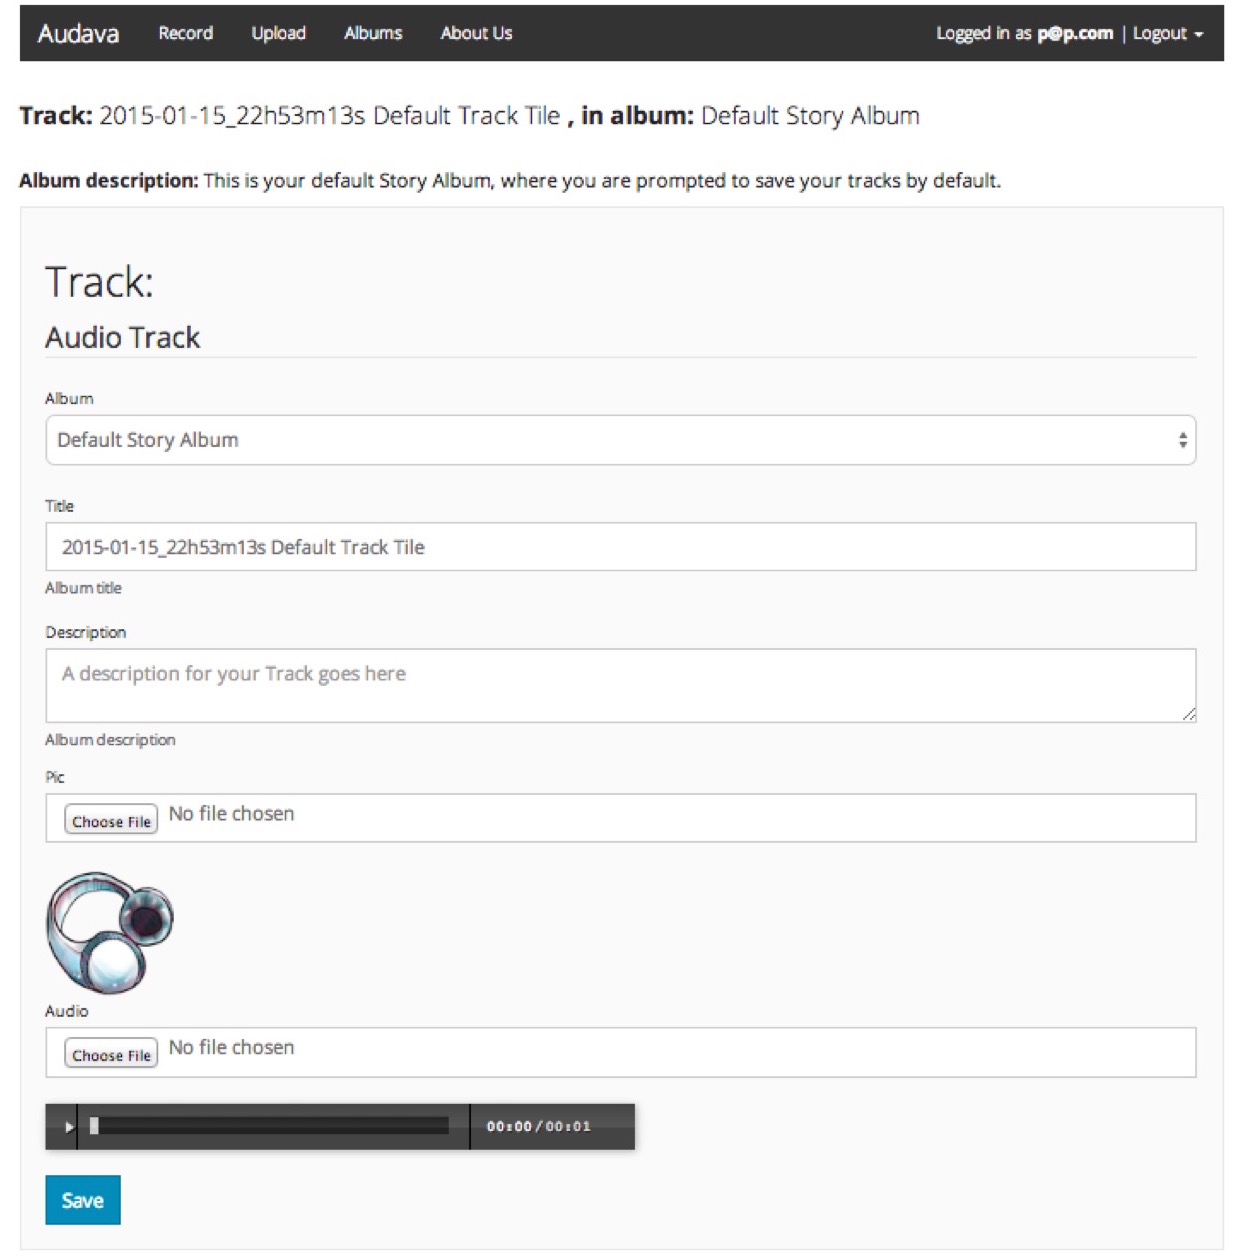 Audava Record Upload Albums About Us Logged in as p@p.com | Logout
Track: 2015-01-15_22h53m13s Default Track Tile , in album: Default Story Album
Album description: This is your default Story Album, where you are prompted to save your tracks by default.
Track:
Audio Track
Album
Default Story Album
Title
2015-01-15_22h53m13s Default Track Tile
Album title
Description
A description for your Track goes here
Album description
Pic
Choose File No file chosen
Audio
Choose File No file chosen
00:00/00:01
Save